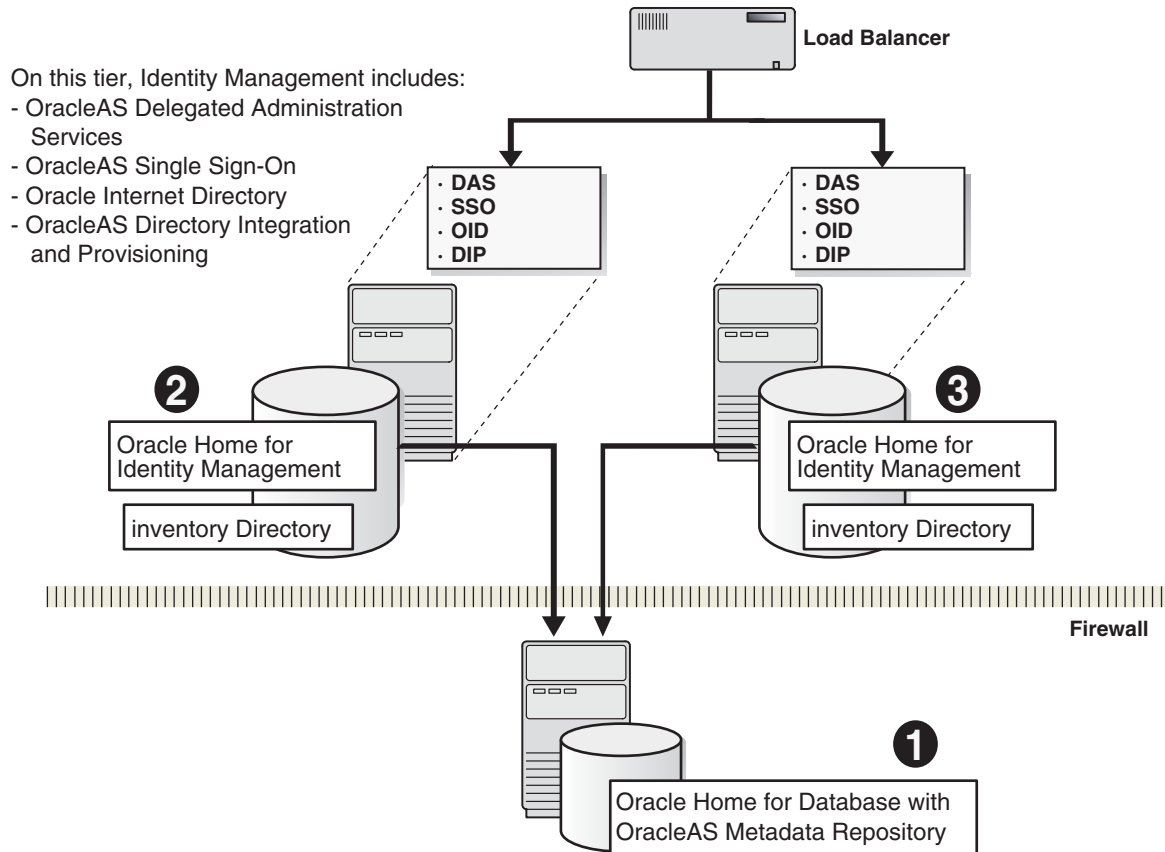 Load Balancer
On this tier, Identity Management includes:
- OracleAS Delegated Administration
Services
- OracleAS Single Sign-On
- Oracle Internet Directory
- OracleAS Directory Integration
and Provisioning
· DAS
· SSO
· OID
· DIP
· DAS
· SSO
· OID
· DIP
2
Oracle Home for
Identity Management
inventory Directory
3
Oracle Home for
Identity Management
inventory Directory
Firewall
1
Oracle Home for Database with
OracleAS Metadata Repository